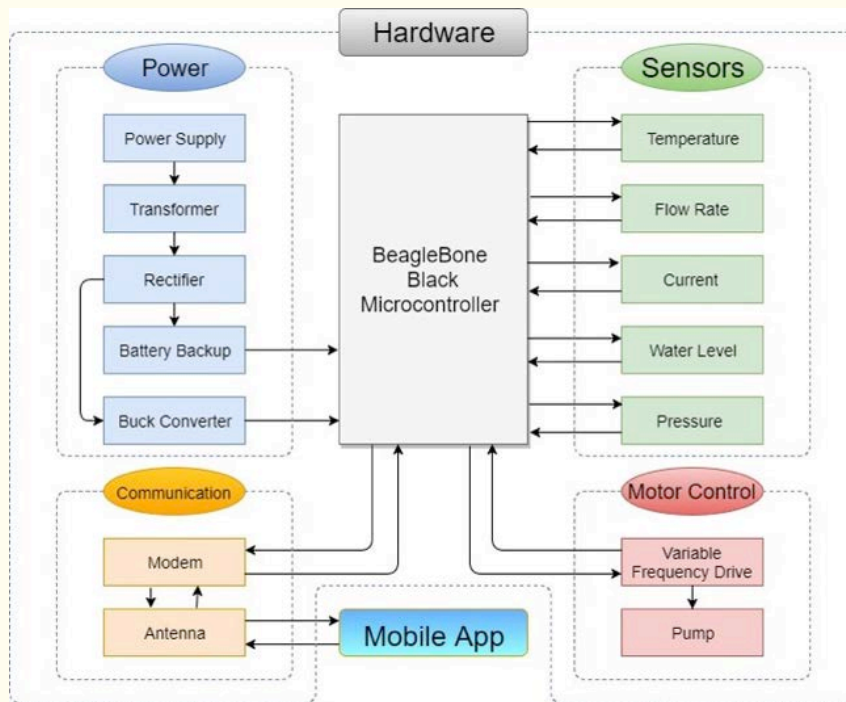 Hardware
Power
Power Supply
Transformer
Rectifier
Battery Backup
Buck Converter
BeagleBone
Black
Microcontroller
Sensors
Temperature
Flow Rate
Current
Water Level
Pressure
Communication
Modem
Antenna
Mobile App
Motor Control
Variable
Frequency Drive
Pump